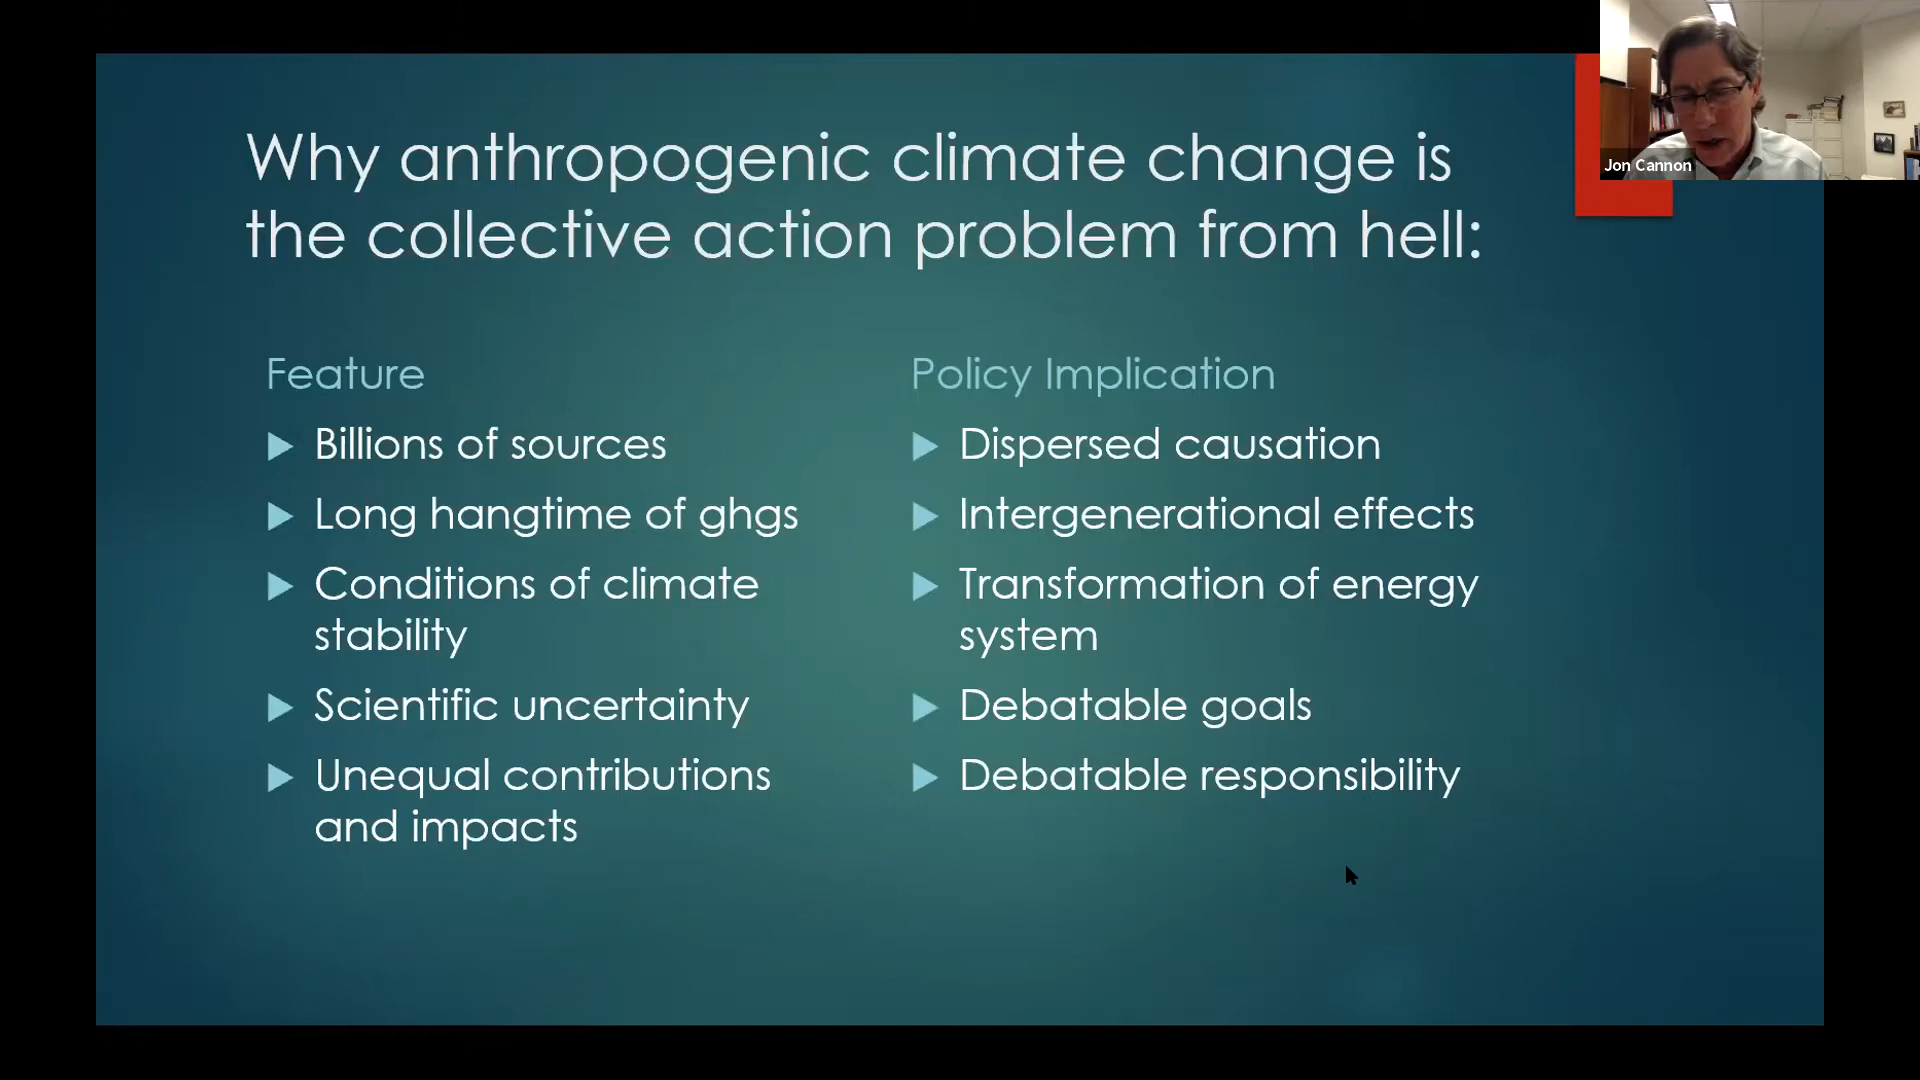 Why anthropogenic climate change is
the collective action problem from hell:
Jon Cannon
Feature
Billions of sources
Long hangtime of ghgs
Conditions of climate
stability
Scientific uncertainty
Unequal contributions
and impacts
Policy Implication
Dispersed causation
Intergenerational effects
Transformation of energy
system
Debatable goals
Debatable responsibility